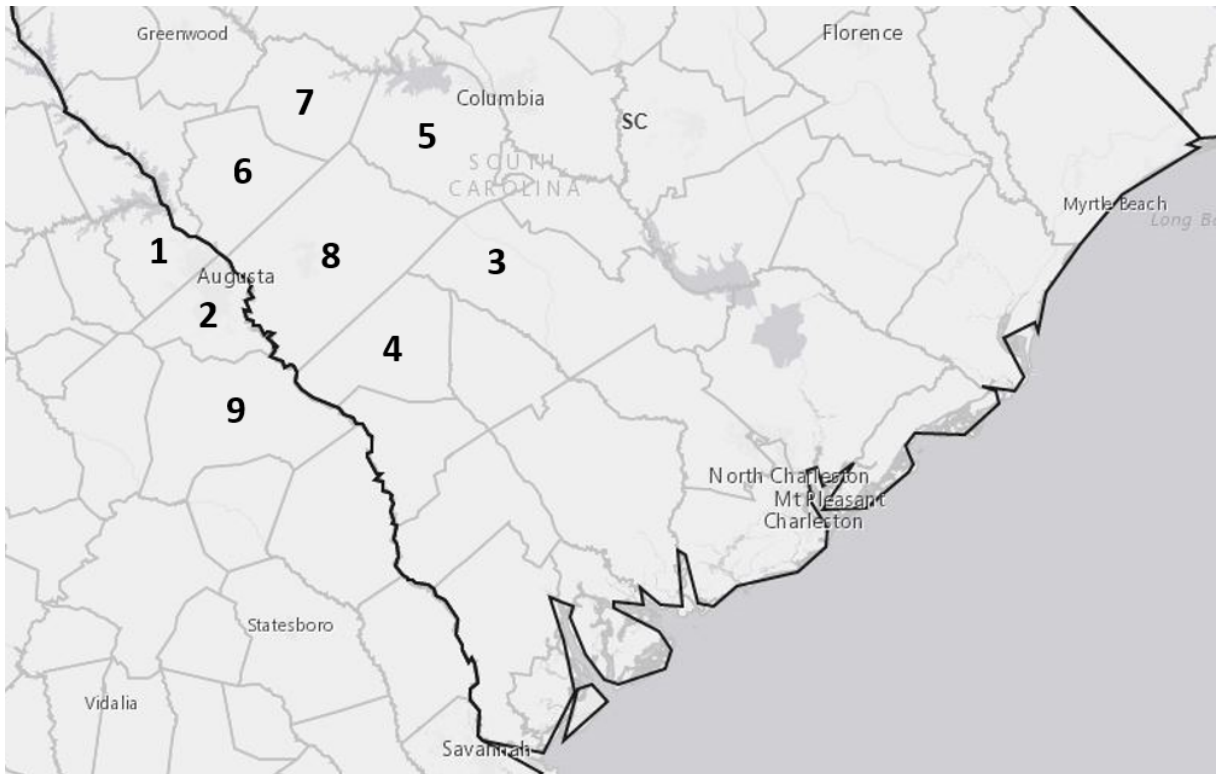 Greenwood
Florence
7
Columbia
SC
5
SOUTH
CAROLINA
6
Myrtle Beach
Long Ba
1
8
3
Augusta
2
4
9
North Charleston
Mt Pleasant
Charleston
Statesboro
Vidalia
Savannah